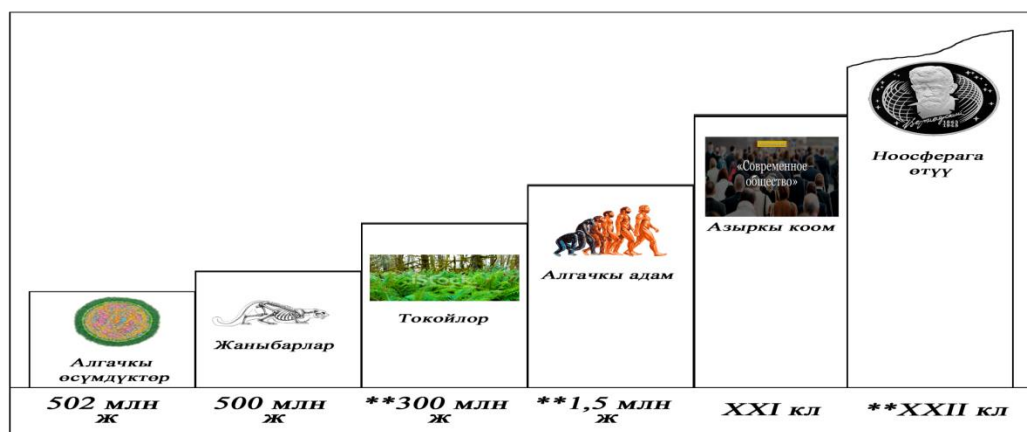 Алгачкы
өсүмдүктөр
Жаныбарлар
iStock
Токойлор
Алгачкы адам
«Современное
общество»
Азыркы коом
Ноосферага
өтүү
502 млн
ж
500 млн
ж
**300 млн
ж
**1,5 млн
ж
XXI кл
**XXII кл